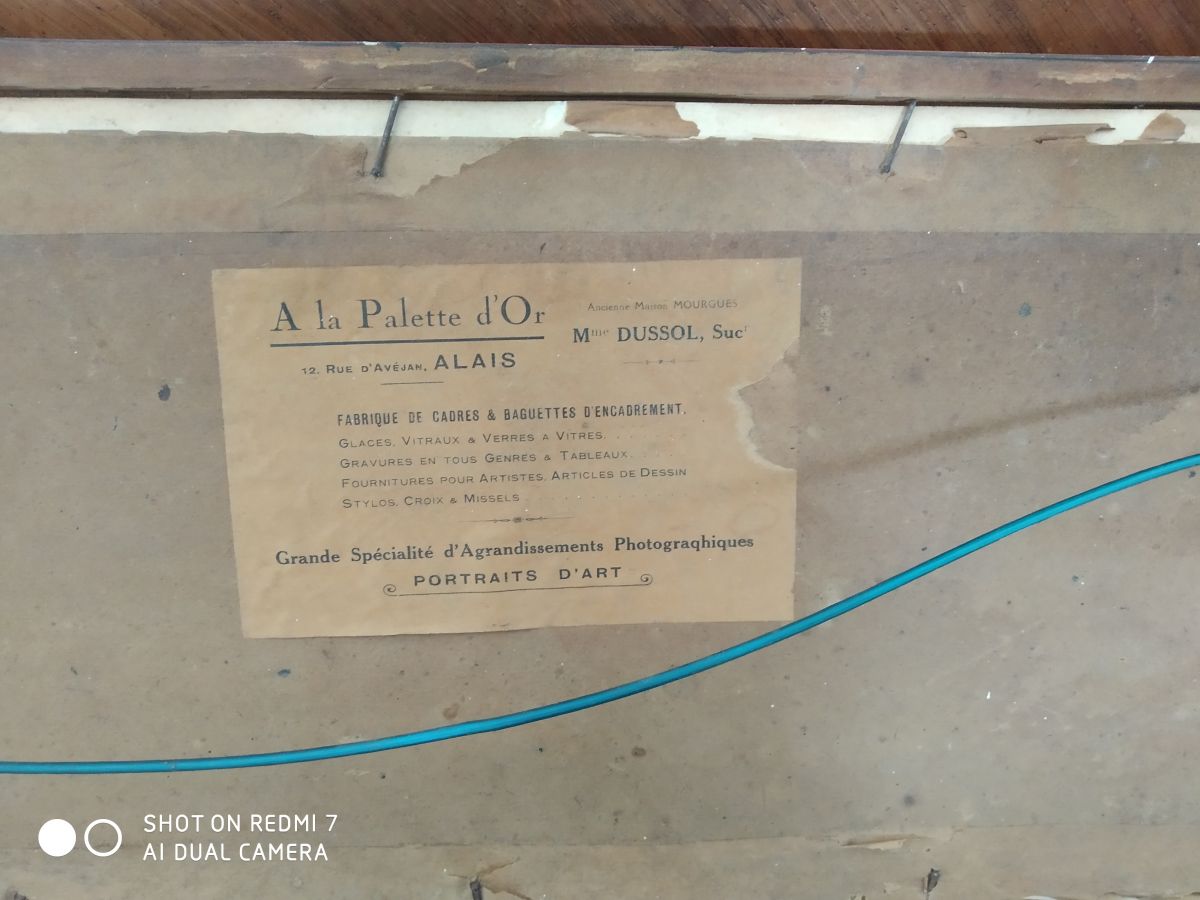 A la Palette d'Or
12, RUE D'AVÉJAN, ALAIS
Ancienne Maison MOURGUES
Mme DUSSOL, Sucr
FABRIQUE DE CADRES & BAGUETTES D'ENCADREMENT.
GLACES, VITRAUX & VERRES A VITRES. . . . . . .
GRAVURES EN TOUS GENRES & TABLEAUX. . . . .
FOURNITURES POUR ARTISTES, ARTICLES DE DESSIN
STYLOS, CROIX & MISSELS . . . . . . . . . . . . .
Grande Spécialité d'Agrandissements Photograqhiques
PORTRAITS D'ART
SHOT ON REDMI 7
AI DUAL CAMERA